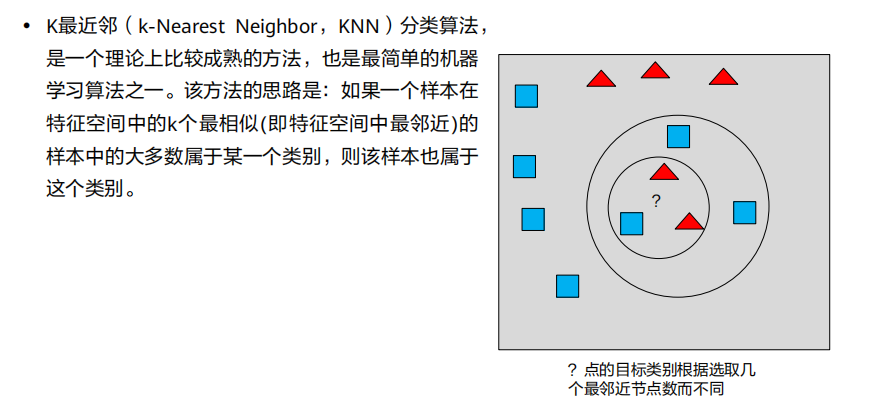 • K最近邻（k-Nearest Neighbor，KNN）分类算法，
是一个理论上比较成熟的方法，也是最简单的机器
学习算法之一。该方法的思路是：如果一个样本在
特征空间中的k个最相似(即特征空间中最邻近)的
样本中的大多数属于某一个类别，则该样本也属于
这个类别。
?
？点的目标类别根据选取几
个最邻近节点数而不同